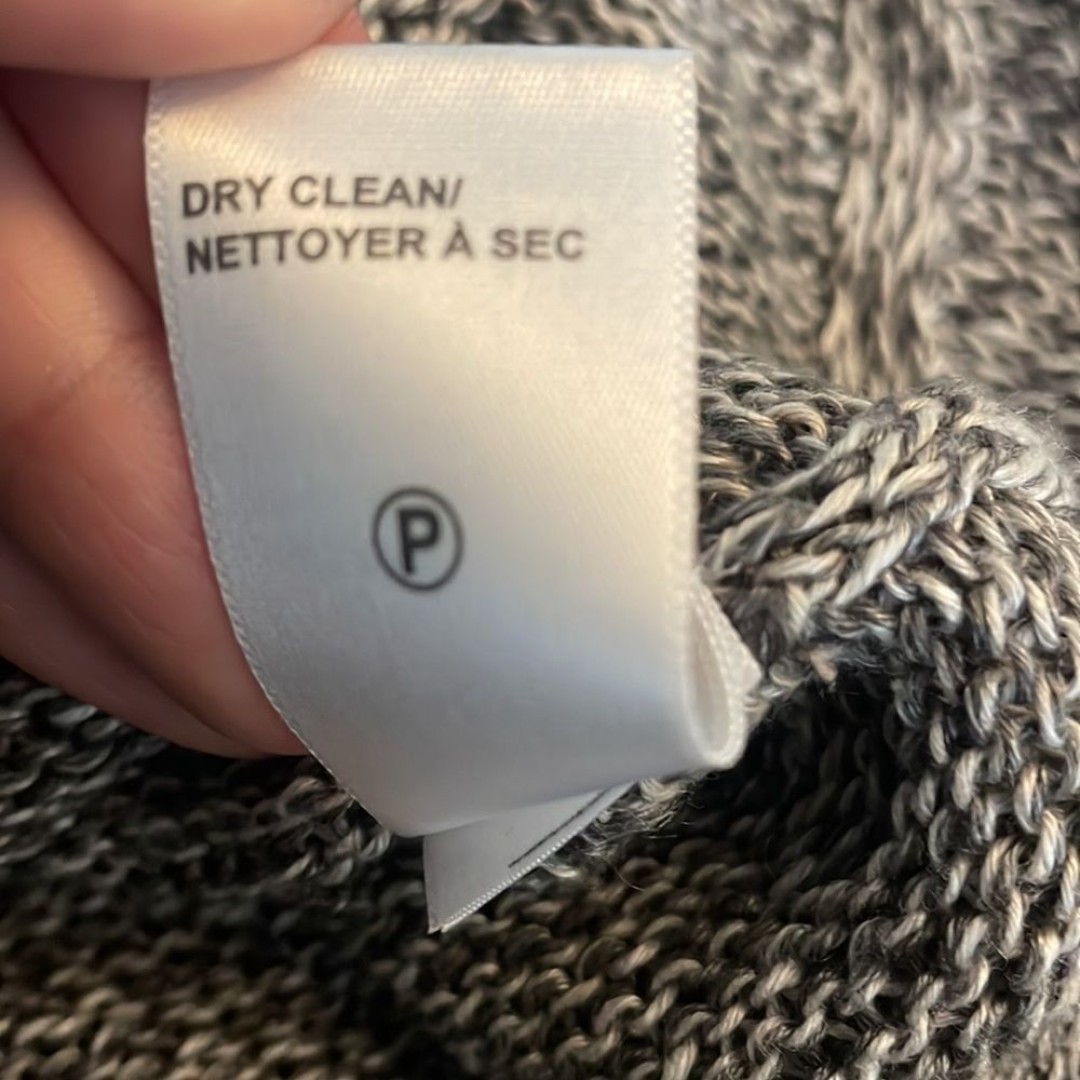 DRY CLEAN/
NETTOYER À SEC
P